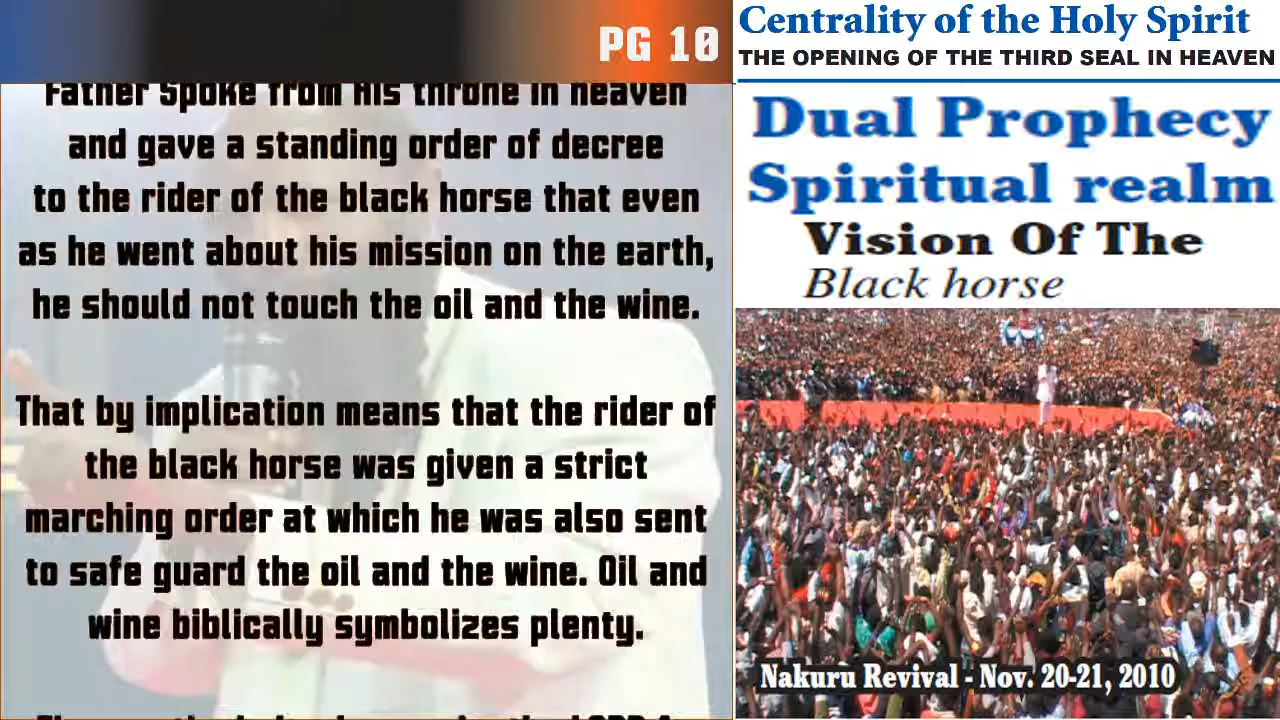 PG 10
Father Spoke from His throne in heaven
and gave a standing order of decree
to the rider of the black horse that even
as he went about his mission on the earth,
he should not touch the oil and the wine.
That by implication means that the rider of
the black horse was given a strict
marching order at which he was also sent
to safe guard the oil and the wine. Oil and
wine biblically symbolizes plenty.
Centrality of the Holy Spirit
THE OPENING OF THE THIRD SEAL IN HEAVEN
Dual Prophecy
Spiritual realm
Vision Of The
Black horse
Nakuru Revival - Nov. 20-21, 2010